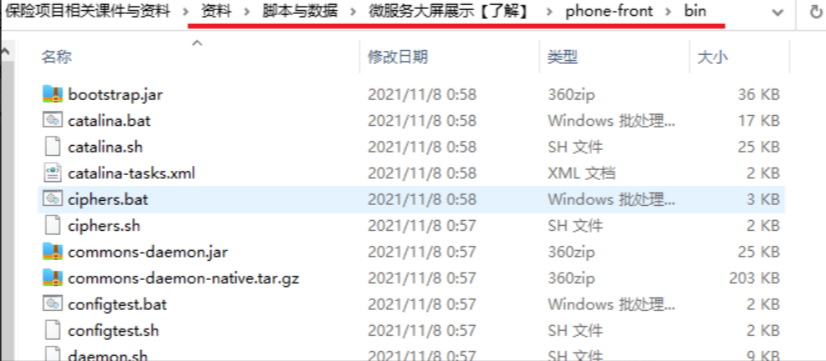 保险项目相关课件与资料 > 资料 > 脚本与数据 > 微服务大屏展示【了解】 > phone-front > bin
名称 修改日期 类型 大小
bootstrap.jar 2021/11/8 0:58 360zip 36 KB
catalina.bat 2021/11/8 0:58 Windows 批处理... 17 KB
catalina.sh 2021/11/8 0:58 SH 文件 25 KB
catalina-tasks.xml 2021/11/8 0:58 XML 文档 2 KB
ciphers.bat 2021/11/8 0:58 Windows 批处理... 3 KB
ciphers.sh 2021/11/8 0:57 SH 文件 2 KB
commons-daemon.jar 2021/11/8 0:57 360zip 25 KB
commons-daemon-native.tar.gz 2021/11/8 0:57 360zip 203 KB
configtest.bat 2021/11/8 0:57 Windows 批处理... 2 KB
configtest.sh 2021/11/8 0:57 SH 文件 2 KB
daemon.sh 2021/11/8 0:57 SH 文件 9 KB